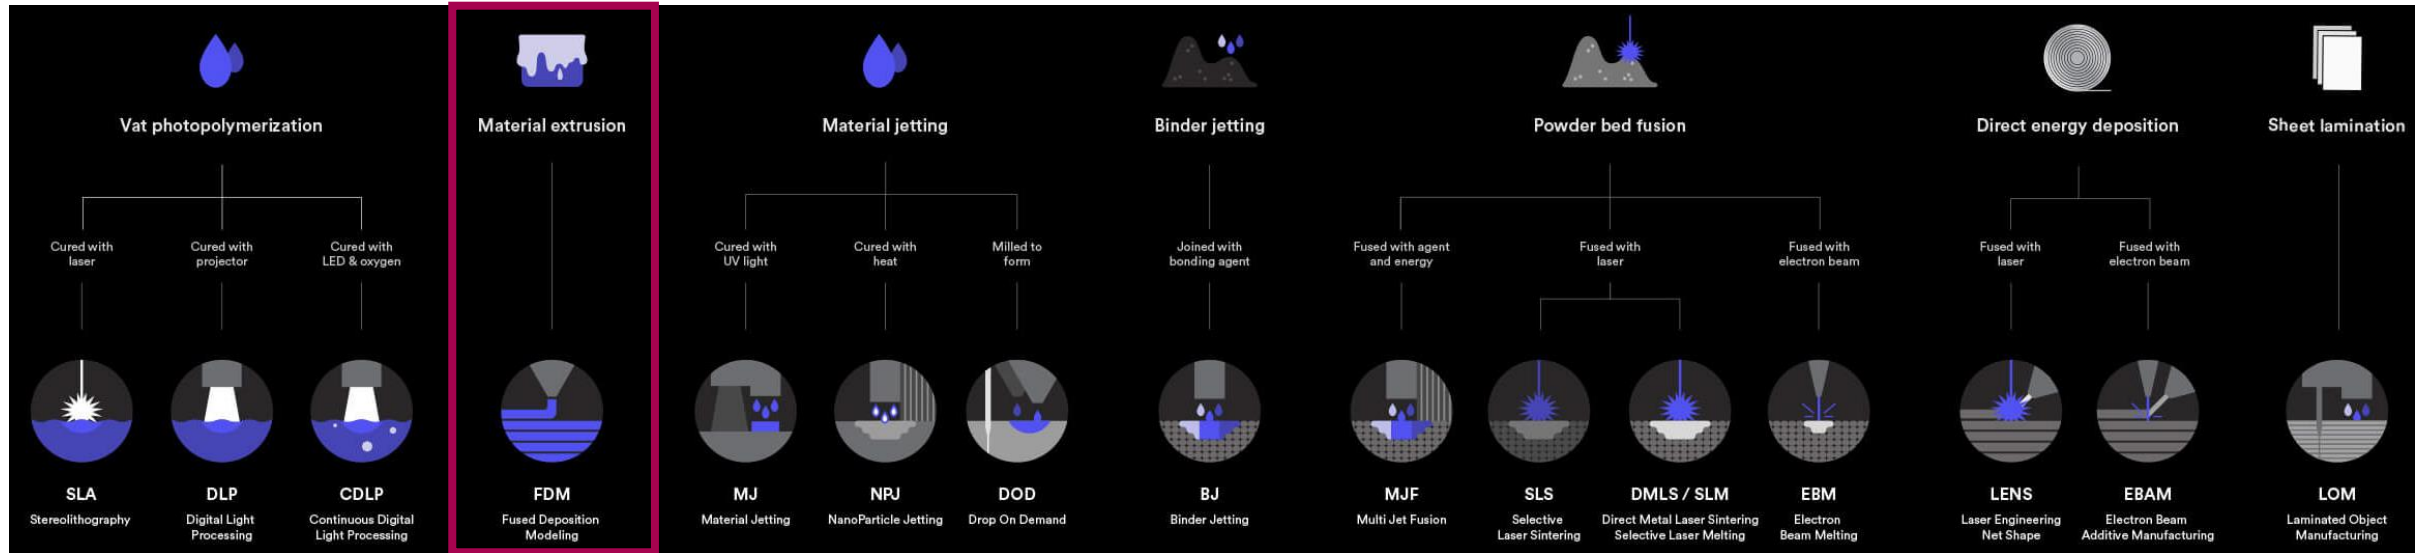 Vat photopolymerization
Material extrusion
Material jetting
Binder jetting
Powder bed fusion
Direct energy deposition
Sheet lamination
Cured with
laser
Cured with
projector
Cured with
LED & oxygen
Cured with
UV light
Cured with
heat
Milled to
form
Joined with
bonding agent
Fused with agent
and energy
Fused with
laser
Fused with
electron beam
Fused with
laser
Fused with
electron beam
SLA
Stereolithography
DLP
Digital Light
Processing
CDLP
Continuous Digital
Light Processing
FDM
Fused Deposition
Modeling
MJ
Material Jetting
NPJ
NanoParticle Jetting
DOD
Drop On Demand
BJ
Binder Jetting
MJF
Multi Jet Fusion
SLS
Selective
Laser Sintering
DMLS / SLM
Direct Metal Laser Sintering
Selective Laser Melting
EBM
Electron
Beam Melting
LENS
Laser Engineering
Net Shape
EBAM
Electron Beam
Additive Manufacturing
LOM
Laminated Object
Manufacturing